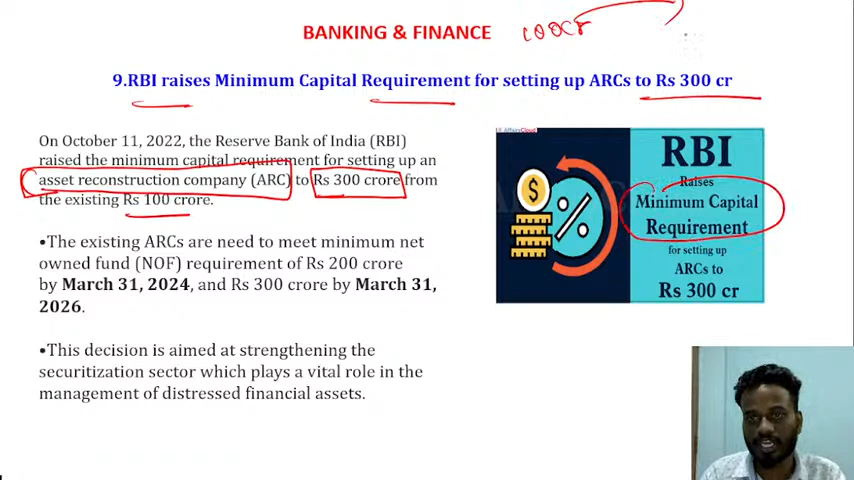 BANKING & FINANCE
100cr
9.RBI raises Minimum Capital Requirement for setting up ARCs to Rs 300 cr
On October 11, 2022, the Reserve Bank of India (RBI)
raised the minimum capital requirement for setting up an
asset reconstruction company (ARC) to Rs 300 crore from
the existing Rs 100 crore.
•The existing ARCs are need to meet minimum net
owned fund (NOF) requirement of Rs 200 crore
by March 31, 2024, and Rs 300 crore by March 31,
2026.
•This decision is aimed at strengthening the
securitization sector which plays a vital role in the
management of distressed financial assets.
RBI
Raises
Minimum Capital
Requirement
for setting up
ARCs to
Rs 300 cr